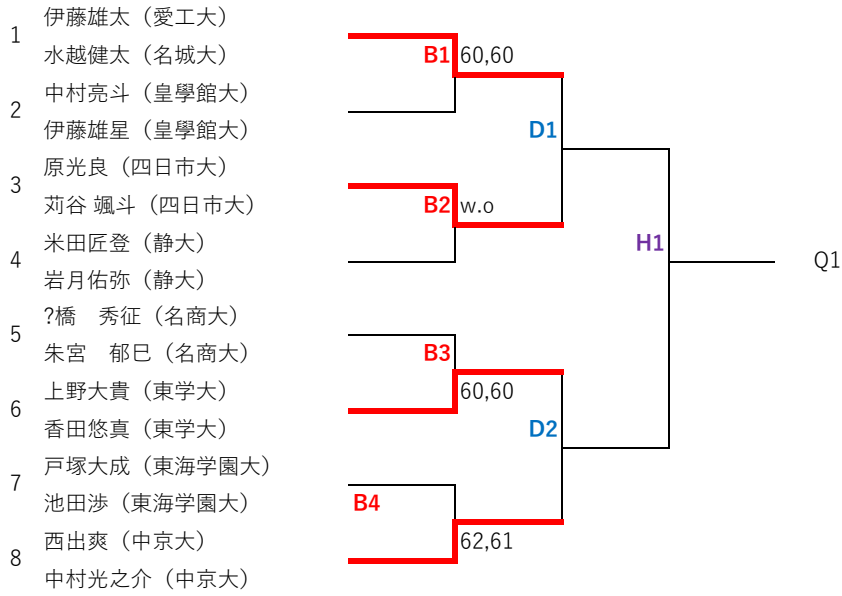 1
伊藤雄太（愛工大）
水越健太（名城大）
2
中村亮斗（皇學館大）
伊藤雄星（皇學館大）
3
原光良（四日市大）
苅谷 颯斗（四日市大）
4
米田匠登（静大）
岩月佑弥（静大）
5
?橋　秀征（名商大）
朱宮　郁巳（名商大）
6
上野大貴（東学大）
香田悠真（東学大）
7
戸塚大成（東海学園大）
池田渉（東海学園大）
8
西出爽（中京大）
中村光之介（中京大）
B1 60,60
B2 w.o
B3
60,60
B4
62,61
D1
D2
H1
Q1